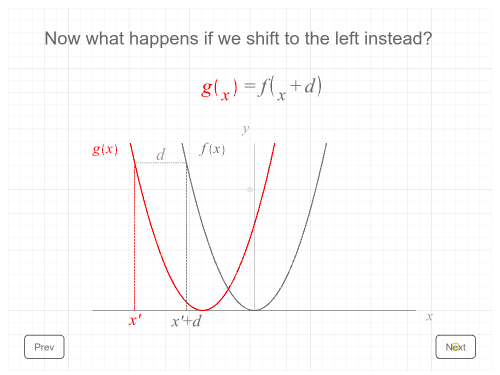 Now what happens if we shift to the left instead?
g(x) = f(x+d)
y
g(x)
d
f(x)
x' x'+d
x
Prev
Next